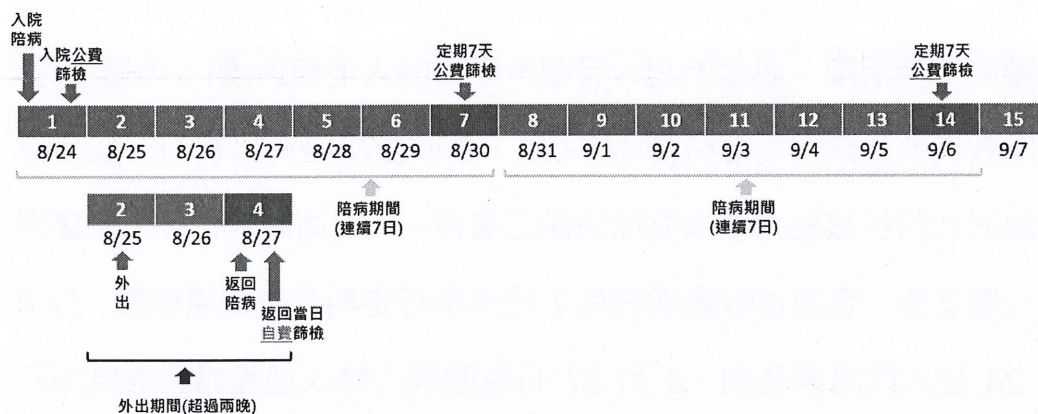 入院
陪病
入院公費
篩檢
定期7天
公費篩檢
定期7天
公費篩檢
1 2 3 4 5 6 7 8 9 10 11 12 13 14 15
8/24 8/25 8/26 8/27 8/28 8/29 8/30 8/31 9/1 9/2 9/3 9/4 9/5 9/6 9/7
陪病期間
(連續7日)
陪病期間
(連續7日)
2 3 4
8/25 8/26 8/27
外
出
返回
陪病
返回當日
自費篩檢
外出期間(超過兩晚)